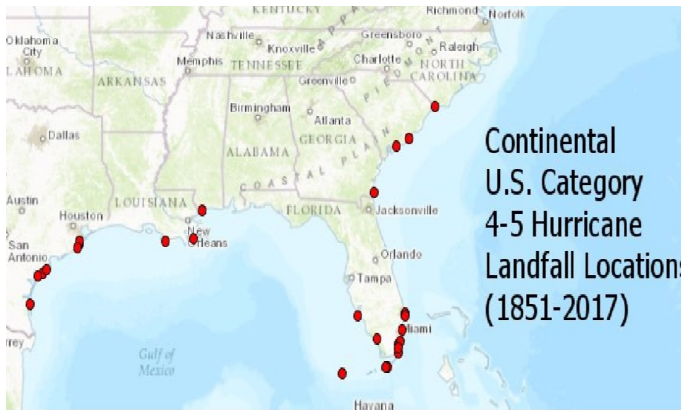 KENTUCKY
Richmond
Norfolk
Oklahoma
City
Nashville
Knoxville
Greensboro
Raleigh
Memphis
TENNESSEE
Charlotte
NORTH
CAROLINA
ARKANSAS
Greenville
PIEDMONT
Birmingham
Atlanta
Dallas
GEORGIA
ALABAMA
COASTAL PLAIN
Continental
U.S. Category
4-5 Hurricane
Landfall Locations
(1851-2017)
Austin
LOUISIANA
Houston
FLORIDA
Jacksonville
New
Orleans
San
Antonio
Orlando
Tampa
Miami
Gulf of
Mexico
Havana